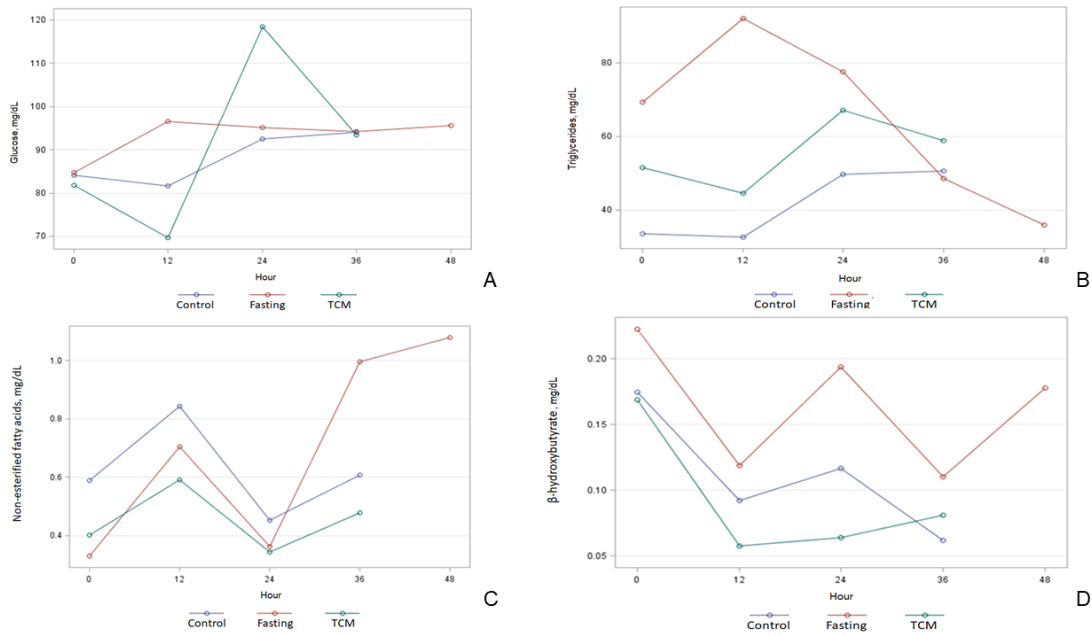 Glucose, mg/dL
120
110
100
90
80
70
0 12 24 36 48
Hour
Control Fasting TCM
A
Triglycerides, mg/dL
80
60
40
0 12 24 36 48
Hour
Control Fasting TCM
B
Non-esterified fatty acids, mg/dL
1.0
0.8
0.6
0.4
0 12 24 36 48
Hour
Control Fasting TCM
C
β-hydroxybutyrate, mg/dL
0.20
0.15
0.10
0.05
0 12 24 36 48
Hour
Control Fasting TCM
D